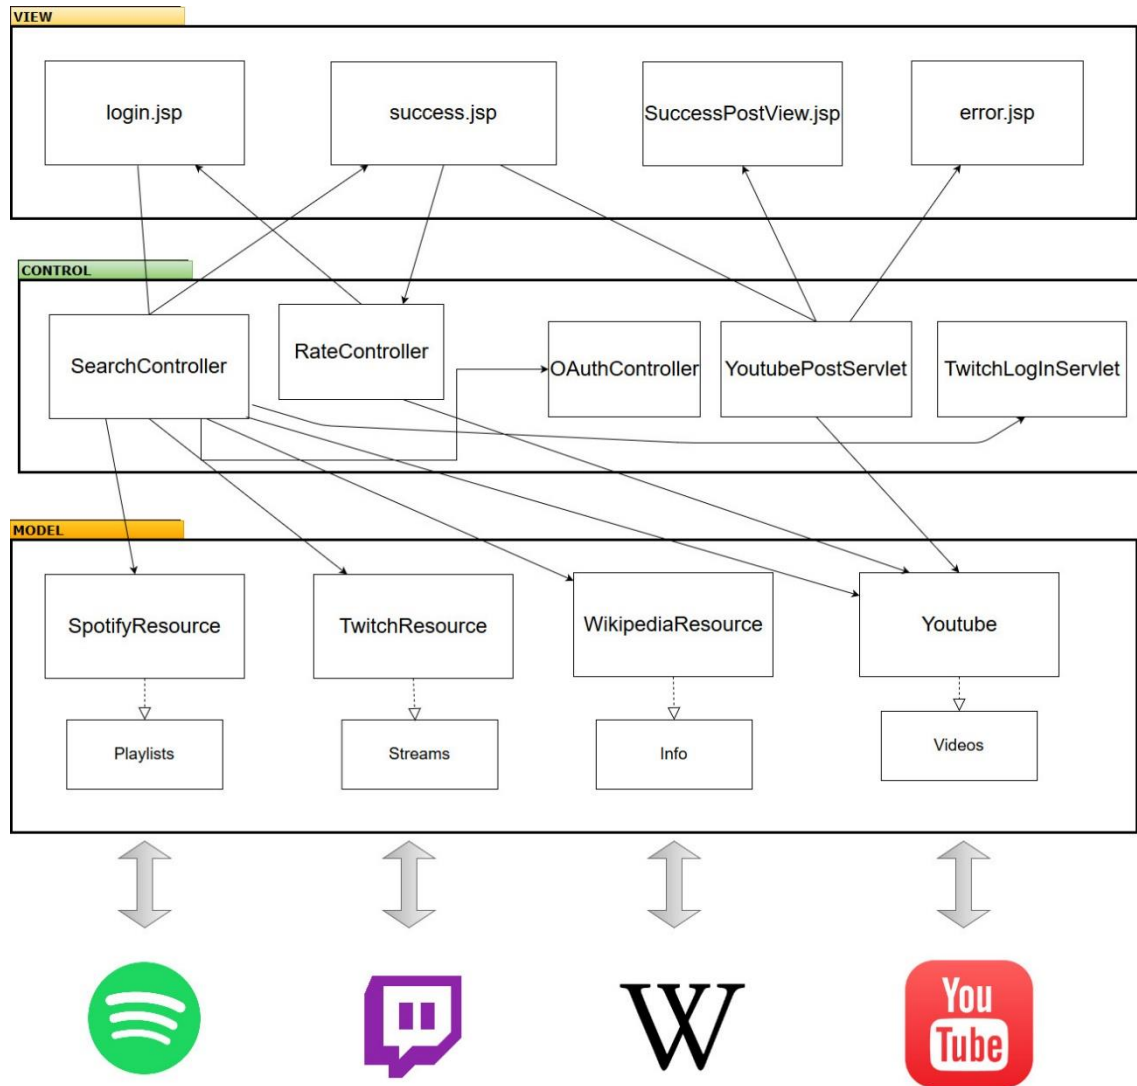 VIEW
login.jsp
success.jsp
SuccessPostView.jsp
error.jsp
CONTROL
SearchController
RateController
OAuthController
YoutubePostServlet
TwitchLogInServlet
MODEL
SpotifyResource
TwitchResource
WikipediaResource
Youtube
Playlists
Streams
Info
Videos
W
You
Tube